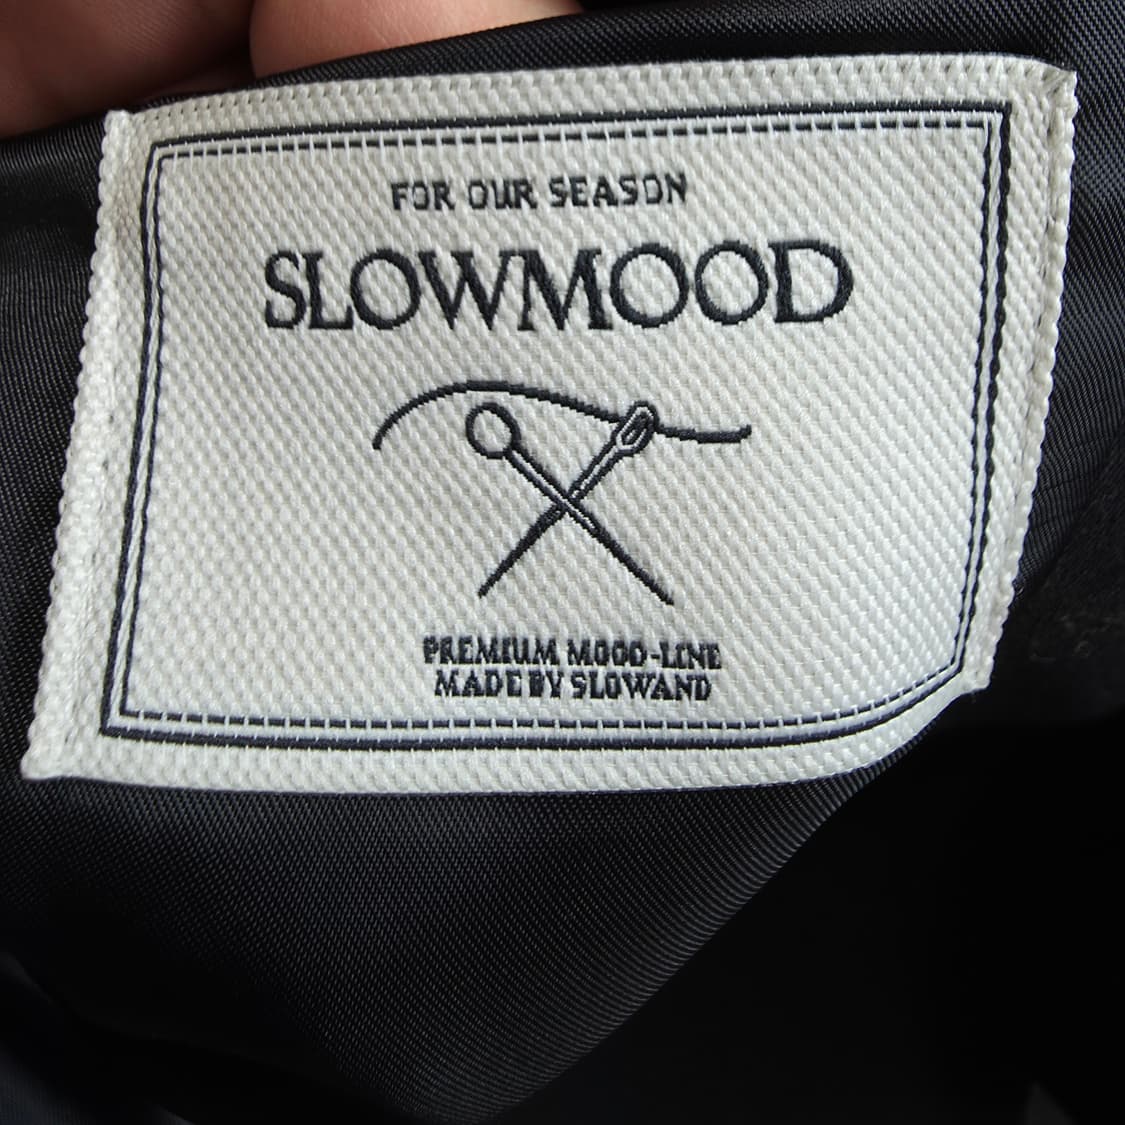 FOR OUR SEASON
SLOWMOOD
PREMIUM MOOD-LINE
MADE BY SLOWAND